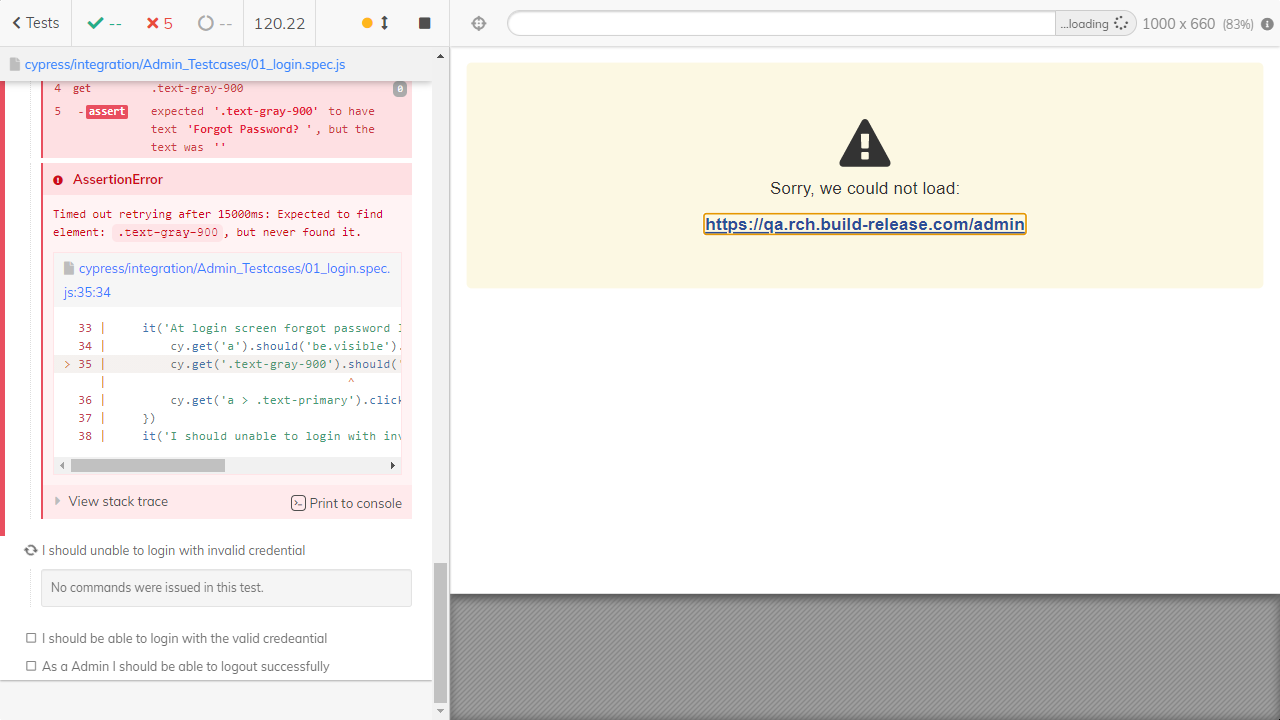 Tests
--
5
--
120.22
...loading
1000 x 660 (83%)
cypress/integration/Admin_Testcases/01_login.spec.js
4 get .text-gray-900 0
5 -assert expected '.text-gray-900' to have
text 'Forgot Password? ', but the
text was ''
AssertionError
Timed out retrying after 15000ms: Expected to find
element: .text-gray-900, but never found it.
cypress/integration/Admin_Testcases/01_login.spec.
js:35:34
33 | it('At login screen forgot password l
34 | cy.get('a').should('be.visible').
> 35 | cy.get('.text-gray-900').should('
| ^
36 | cy.get('a > .text-primary').click
37 | })
38 | it('I should unable to login with inv
View stack trace
Print to console
I should unable to login with invalid credential
No commands were issued in this test.
I should be able to login with the valid credeantial
As a Admin I should be able to logout successfully
Sorry, we could not load:
https://qa.rch.build-release.com/admin